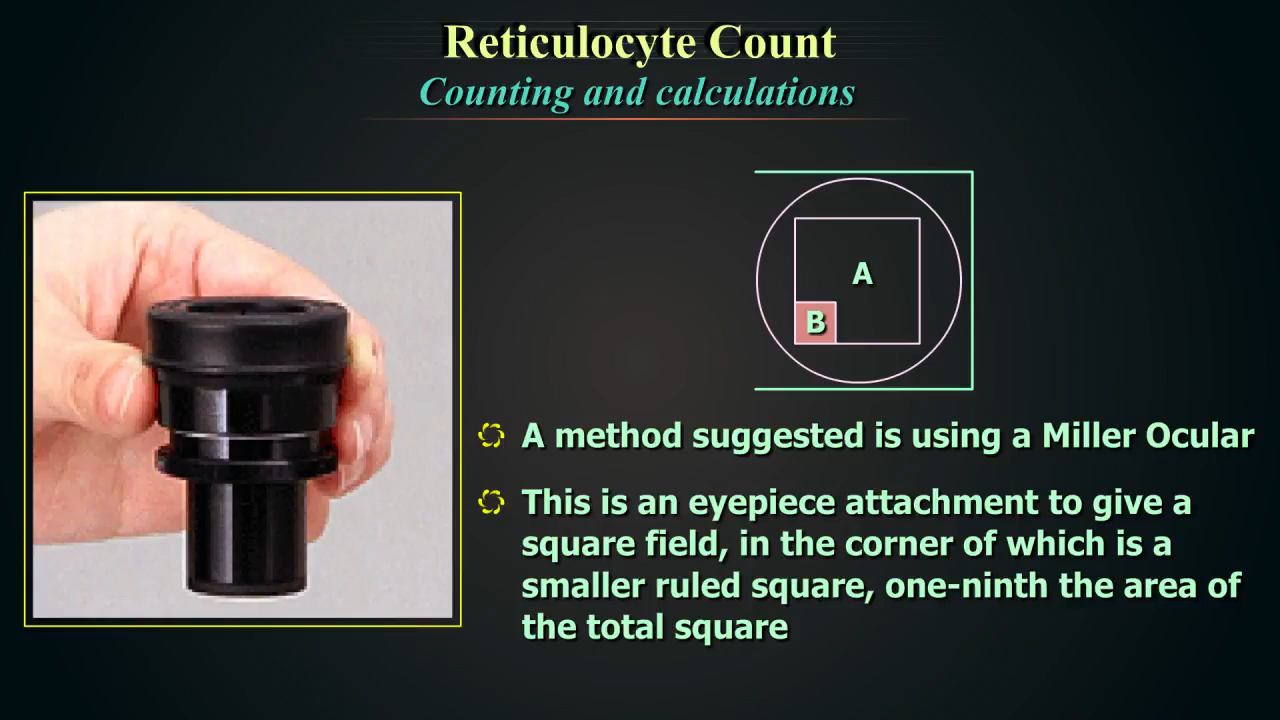 Reticulocyte Count
Counting and calculations
A
B
A method suggested is using a Miller Ocular
This is an eyepiece attachment to give a
square field, in the corner of which is a
smaller ruled square, one-ninth the area of
the total square